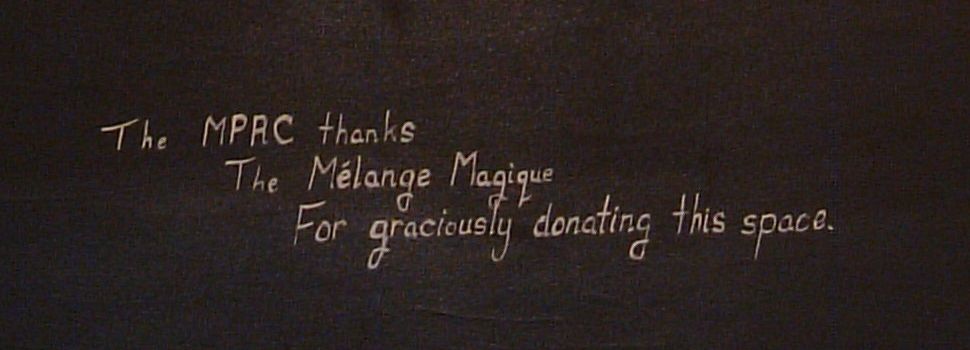 The MPRC thanks
The Mélange Magique
For graciously donating this space.